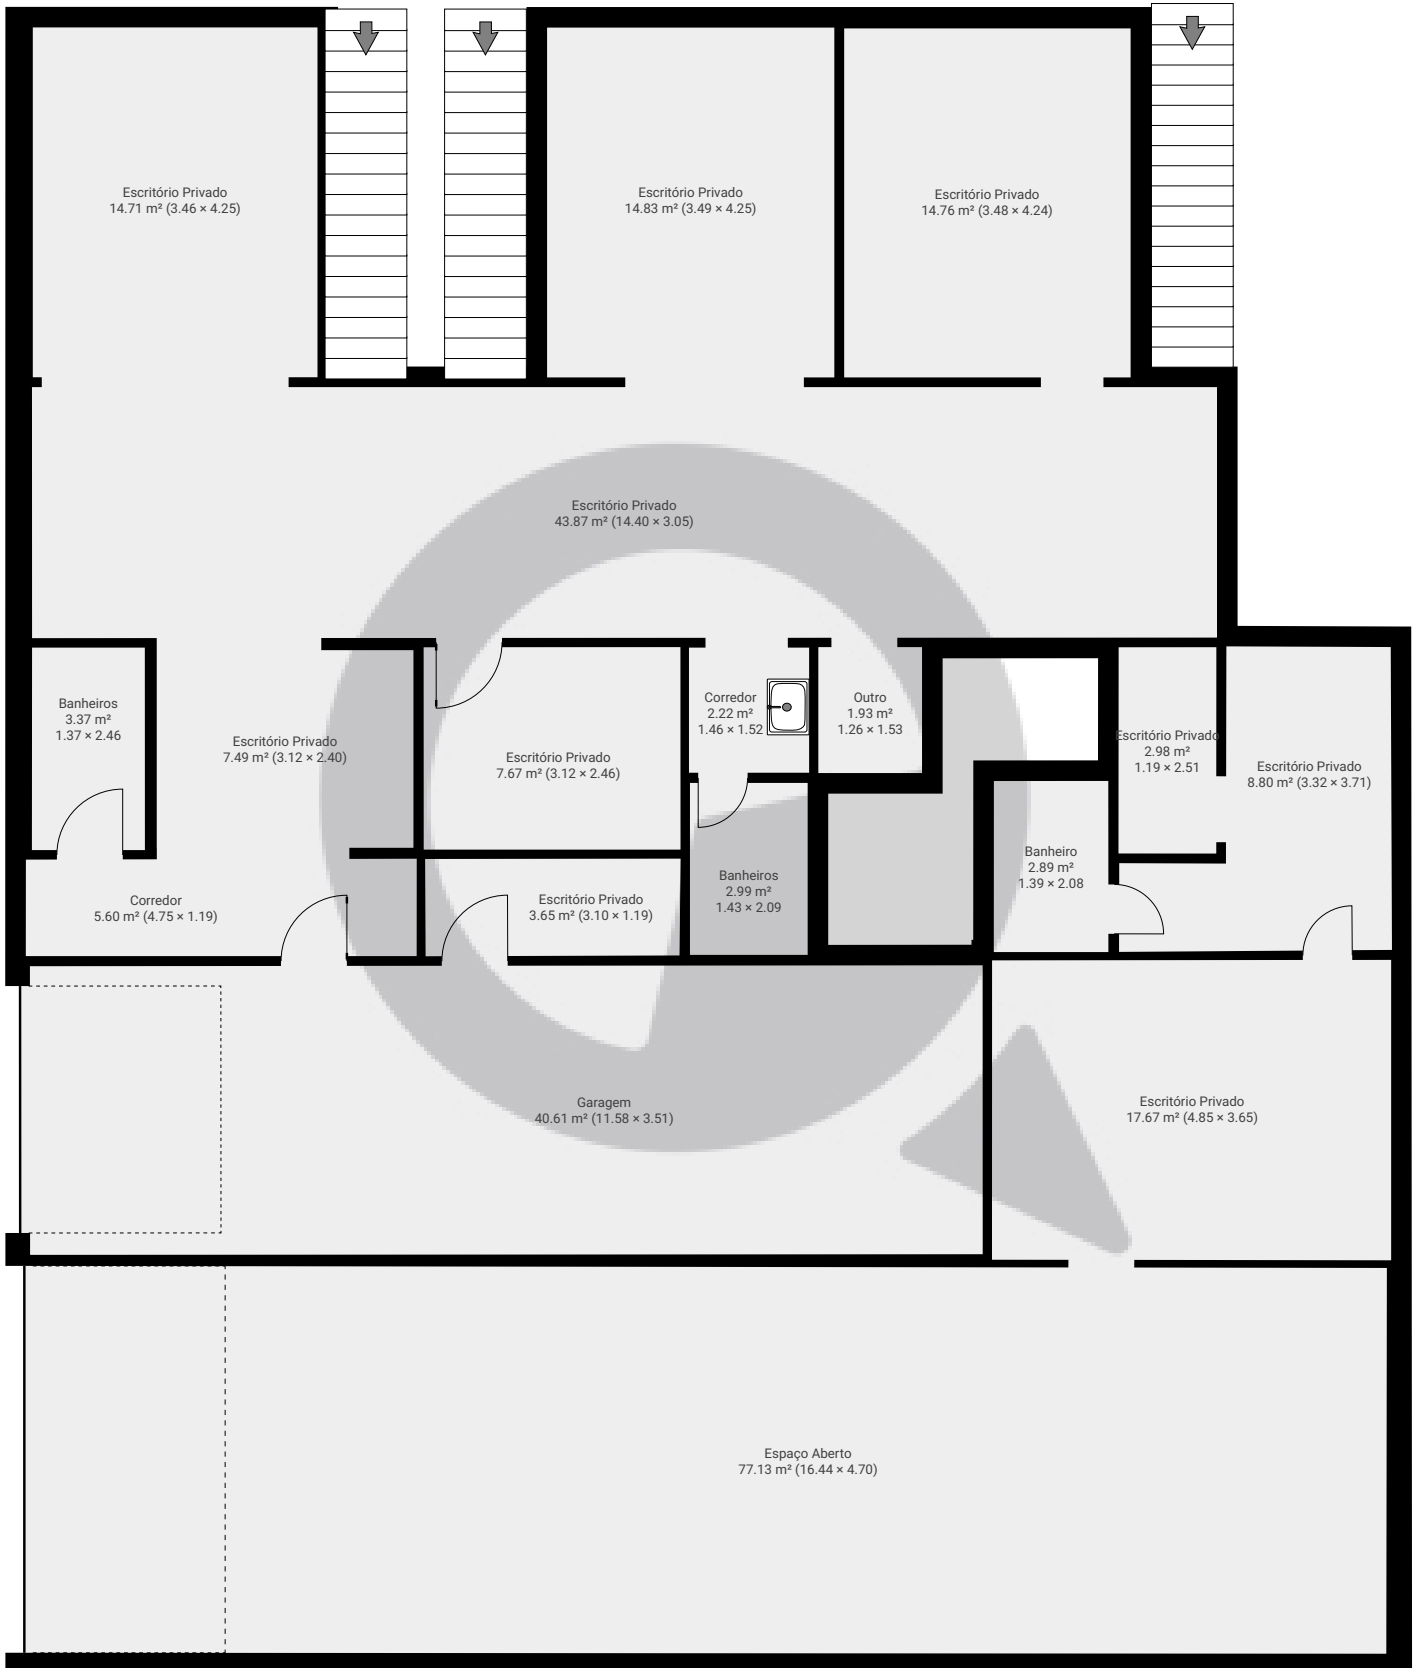 Escritório Privado
14.71 m² (3.46 × 4.25)
Escritório Privado
14.83 m² (3.49 × 4.25)
Escritório Privado
14.76 m² (3.48 × 4.24)
Escritório Privado
43.87 m² (14.40 × 3.05)
Banheiros
3.37 m²
1.37 × 2.46
Escritório Privado
7.49 m² (3.12 × 2.40)
Escritório Privado
7.67 m² (3.12 × 2.46)
Corredor
2.22 m²
1.46 × 1.52
Outro
1.93 m²
1.26 × 1.53
Escritório Privado
2.98 m²
1.19 × 2.51
Escritório Privado
8.80 m² (3.32 × 3.71)
Corredor
5.60 m² (4.75 × 1.19)
Escritório Privado
3.65 m² (3.10 × 1.19)
Banheiros
2.99 m²
1.43 × 2.09
Banheiro
2.89 m²
1.39 × 2.08
Garagem
40.61 m² (11.58 × 3.51)
Escritório Privado
17.67 m² (4.85 × 3.65)
Espaço Aberto
77.13 m² (16.44 × 4.70)